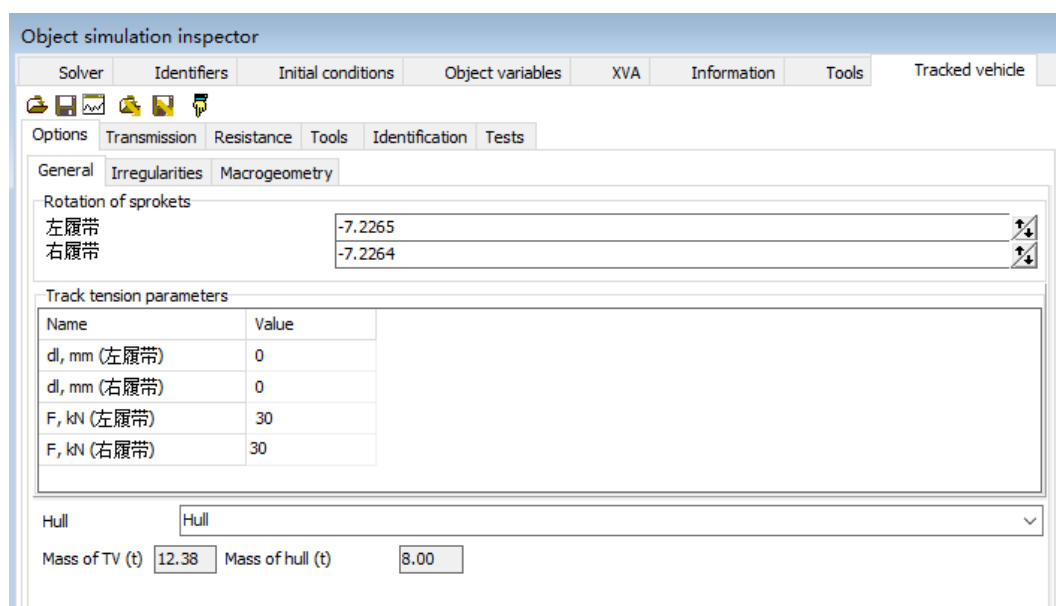 Object simulation inspector
Solver Identifiers Initial conditions Object variables XVA Information Tools Tracked vehicle
Options Transmission Resistance Tools Identification Tests
General Irregularities Macrogeometry
Rotation of sprokets
左履带 -7.2265
右履带 -7.2264
Track tension parameters
Name Value
dl, mm (左履带) 0
dl, mm (右履带) 0
F, kN (左履带) 30
F, kN (右履带) 30
Hull Hull
Mass of TV (t) 12.38 Mass of hull (t) 8.00